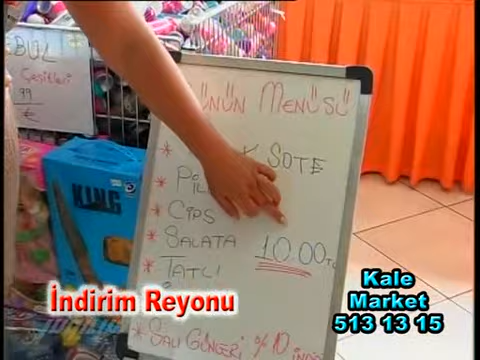 BUL
Çeşitleri
99
ÜNÜN MENÜSÜ
SOTE
* CİPS
* SALATA
10.00 TL
* TATLI
KING
İndirim Reyonu
Kale
Market
513 13 15
* SALI GÜNLERİ %10